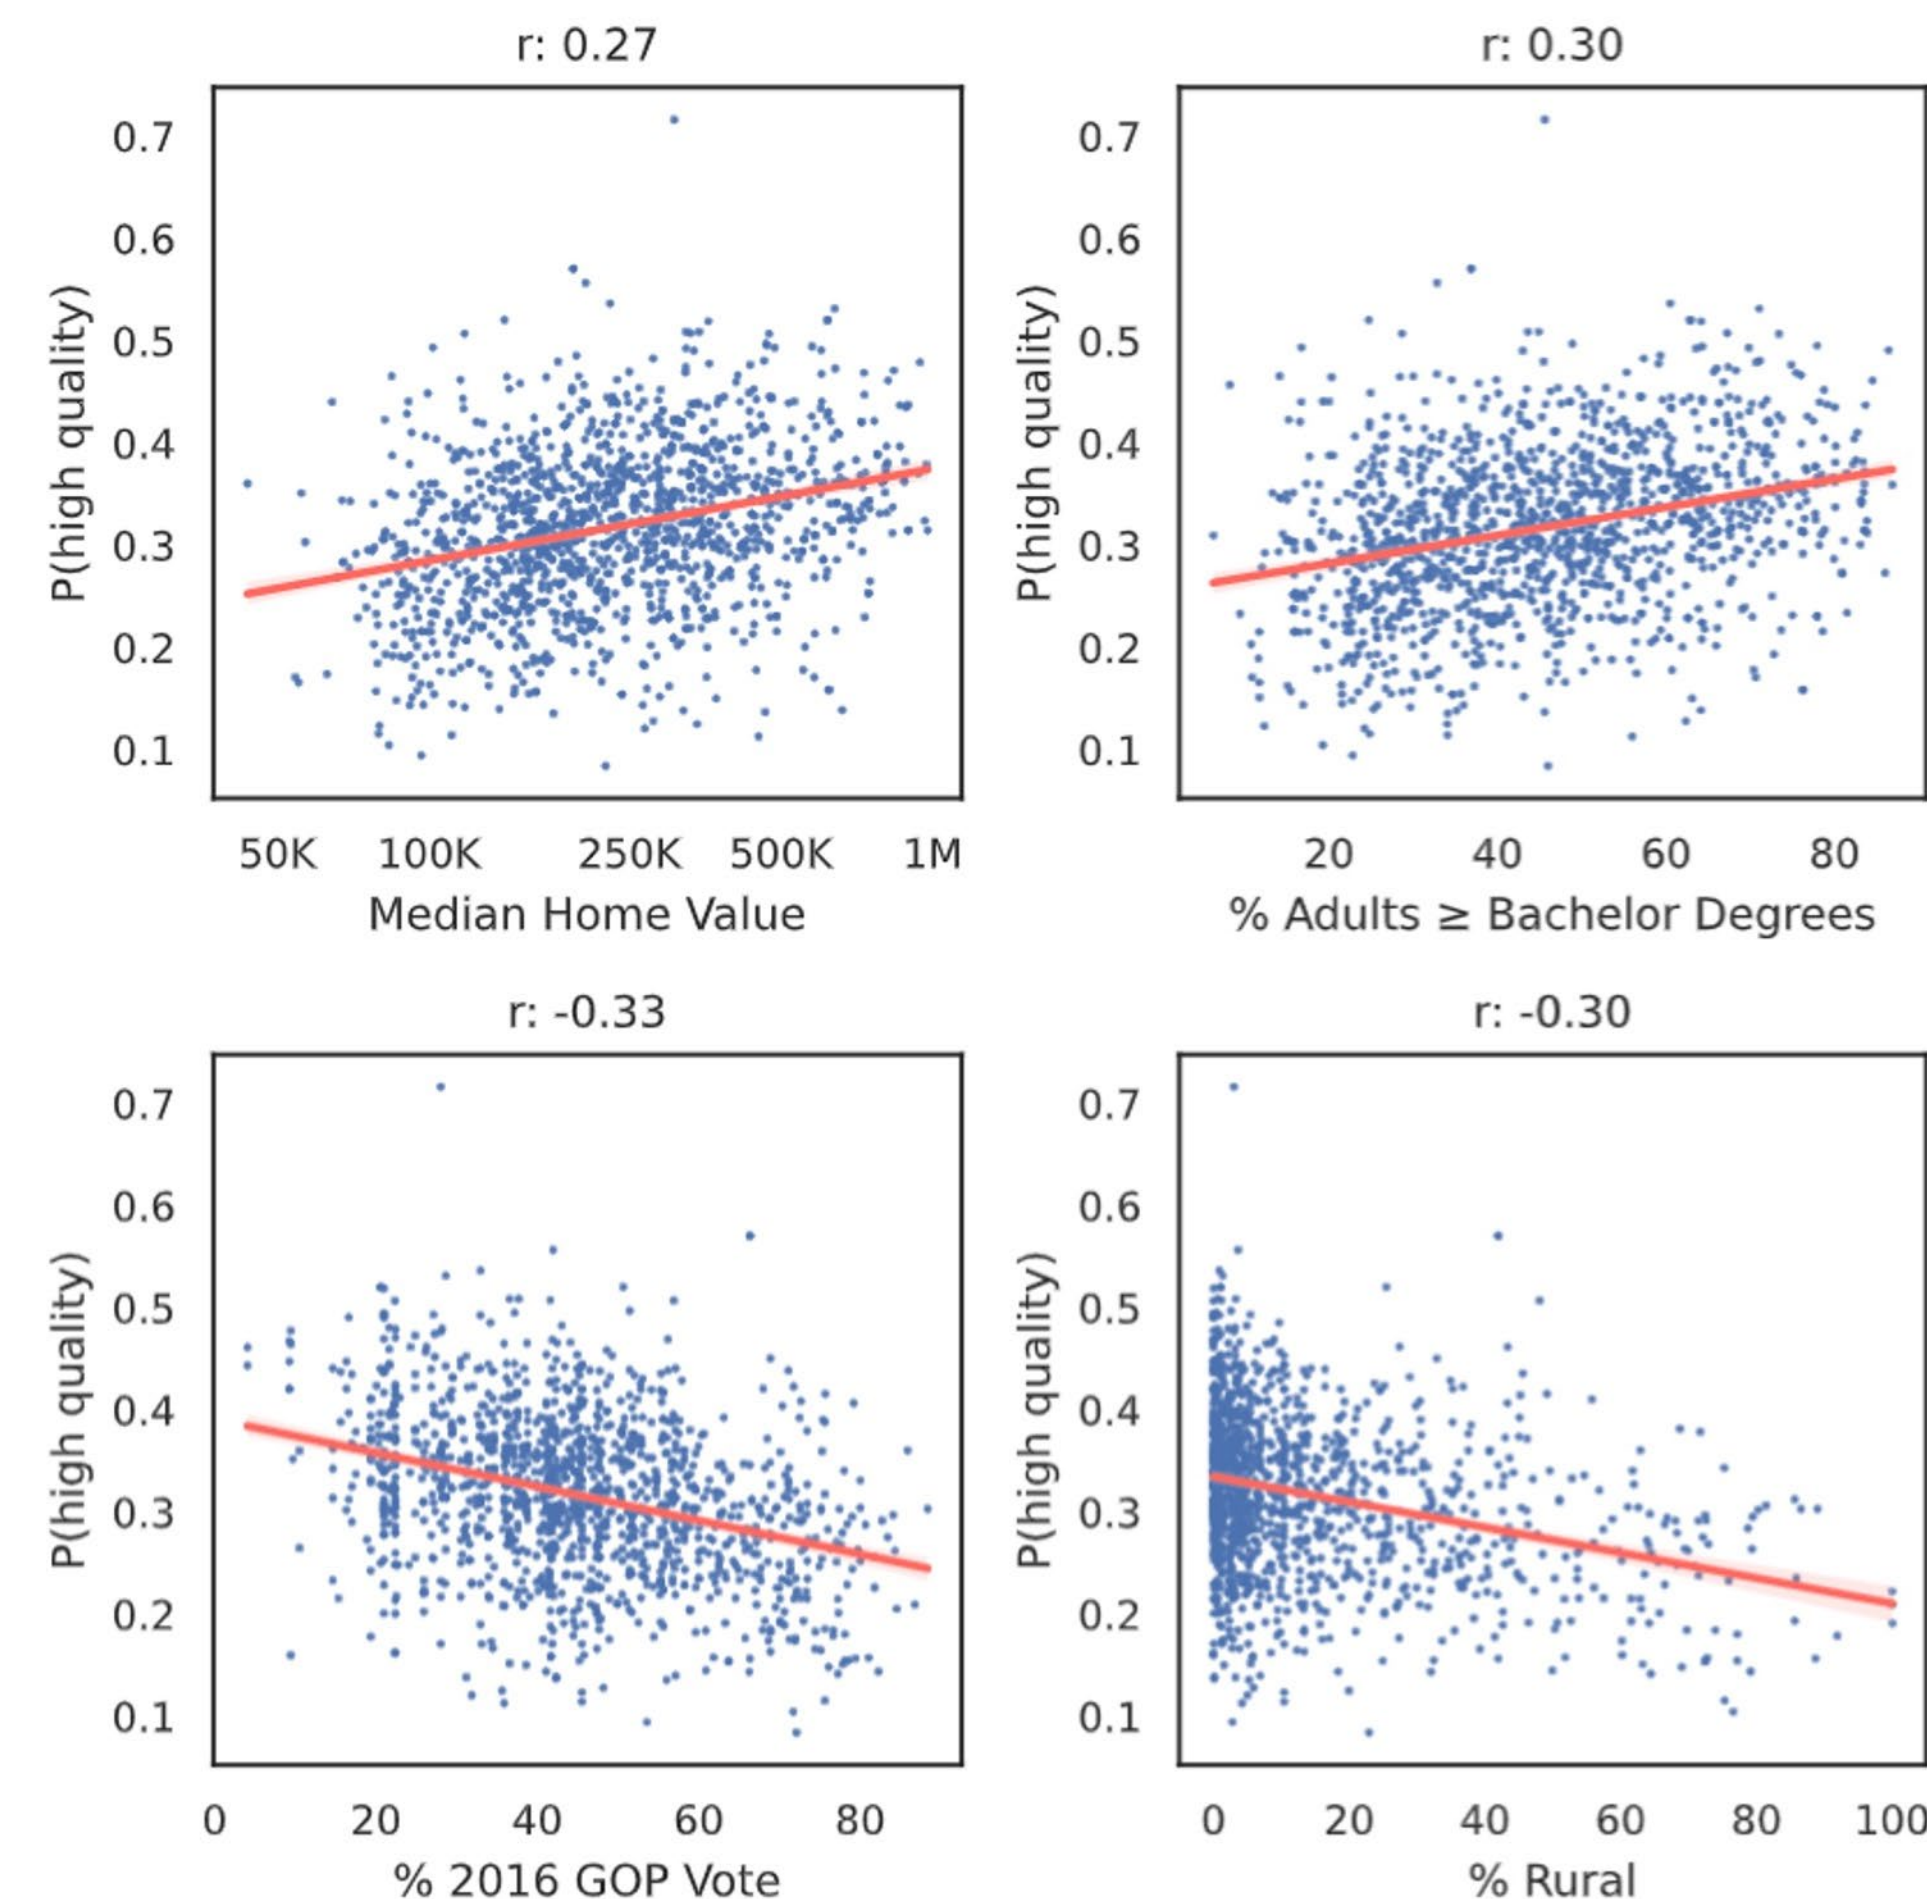 r: 0.27
P(high quality)
0.7
0.6
0.5
0.4
0.3
0.2
0.1
50K 100K 250K 500K 1M
Median Home Value
r: 0.30
P(high quality)
0.7
0.6
0.5
0.4
0.3
0.2
0.1
20 40 60 80
% Adults ≥ Bachelor Degrees
r: -0.33
P(high quality)
0.7
0.6
0.5
0.4
0.3
0.2
0.1
0 20 40 60 80
% 2016 GOP Vote
r: -0.30
P(high quality)
0.7
0.6
0.5
0.4
0.3
0.2
0.1
0 20 40 60 80 100
% Rural